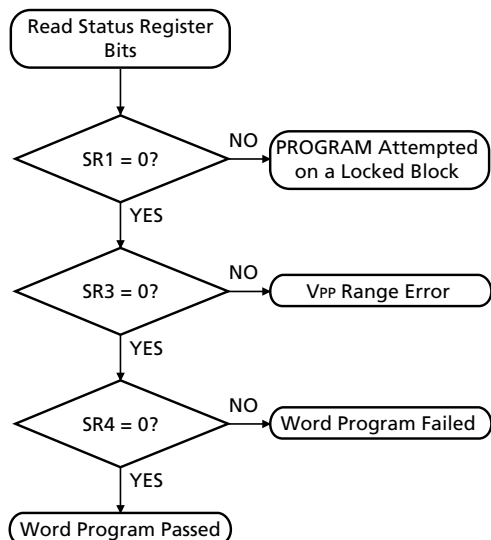 Read Status Register
Bits
SR1 = 0?
NO
PROGRAM Attempted
on a Locked Block
YES
SR3 = 0?
NO
VPP Range Error
YES
SR4 = 0?
NO
Word Program Failed
YES
Word Program Passed